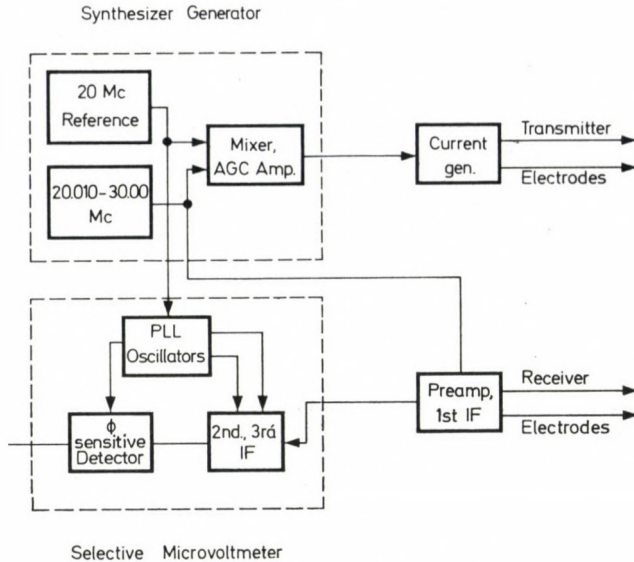 Synthesizer Generator
20 Mc
Reference
Mixer,
AGC Amp.
Current
gen.
Transmitter
Electrodes
20.010-30.00
Mc
PLL
Oscillators
Preamp,
1st IF
Receiver
Electrodes
ϕ
sensitive
Detector
2nd., 3rá
IF
Selective Microvoltmeter